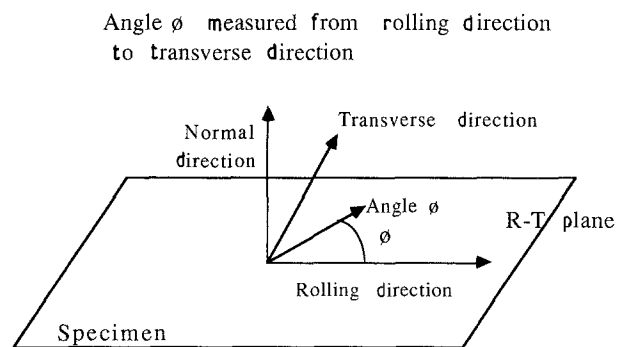 Angle ø measured from rolling direction
to transverse direction
Normal
direction
Transverse direction
Angle ø
ø
R-T plane
Rolling direction
Specimen